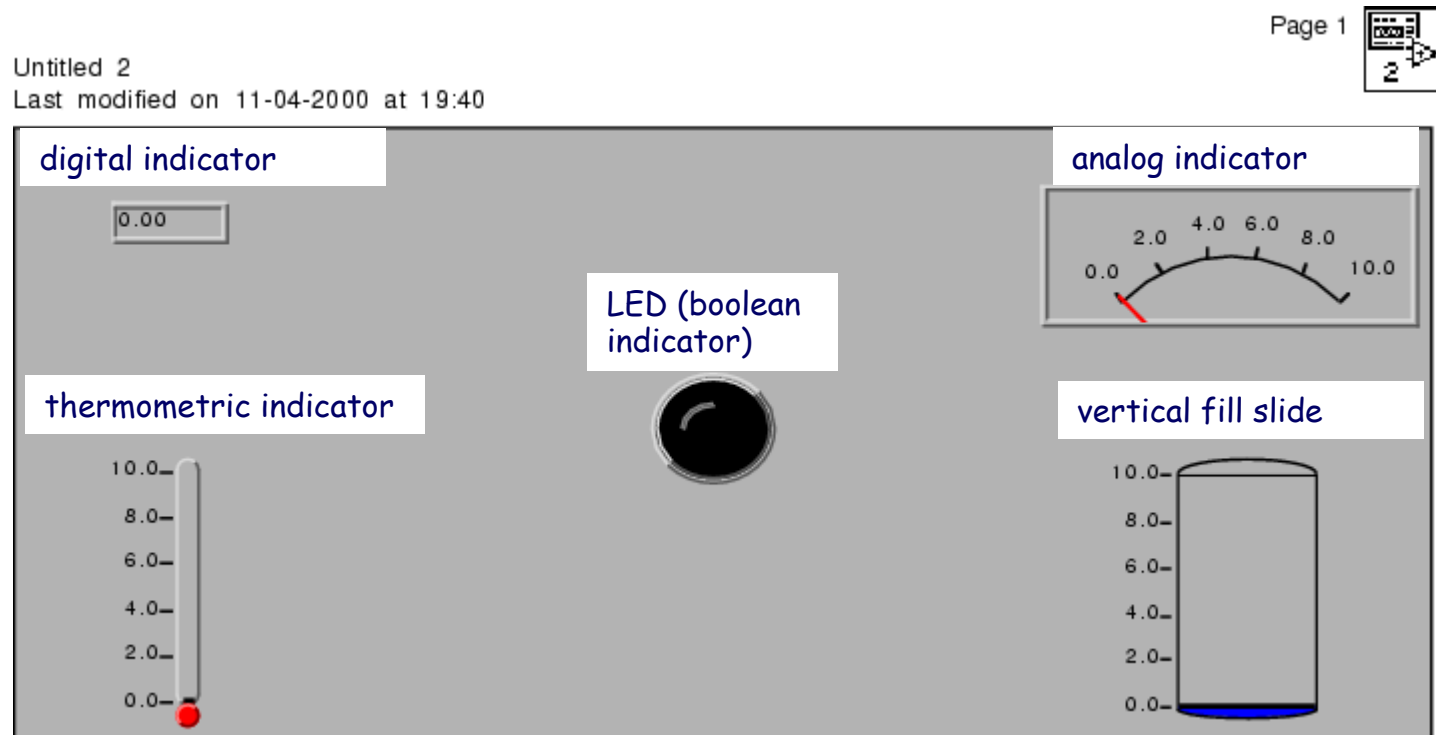 Page 1
2
Untitled 2
Last modified on 11-04-2000 at 19:40
digital indicator
0.00
analog indicator
0.0 2.0 4.0 6.0 8.0 10.0
LED (boolean
indicator)
thermometric indicator
10.0
8.0
6.0
4.0
2.0
0.0
vertical fill slide
10.0
8.0
6.0
4.0
2.0
0.0